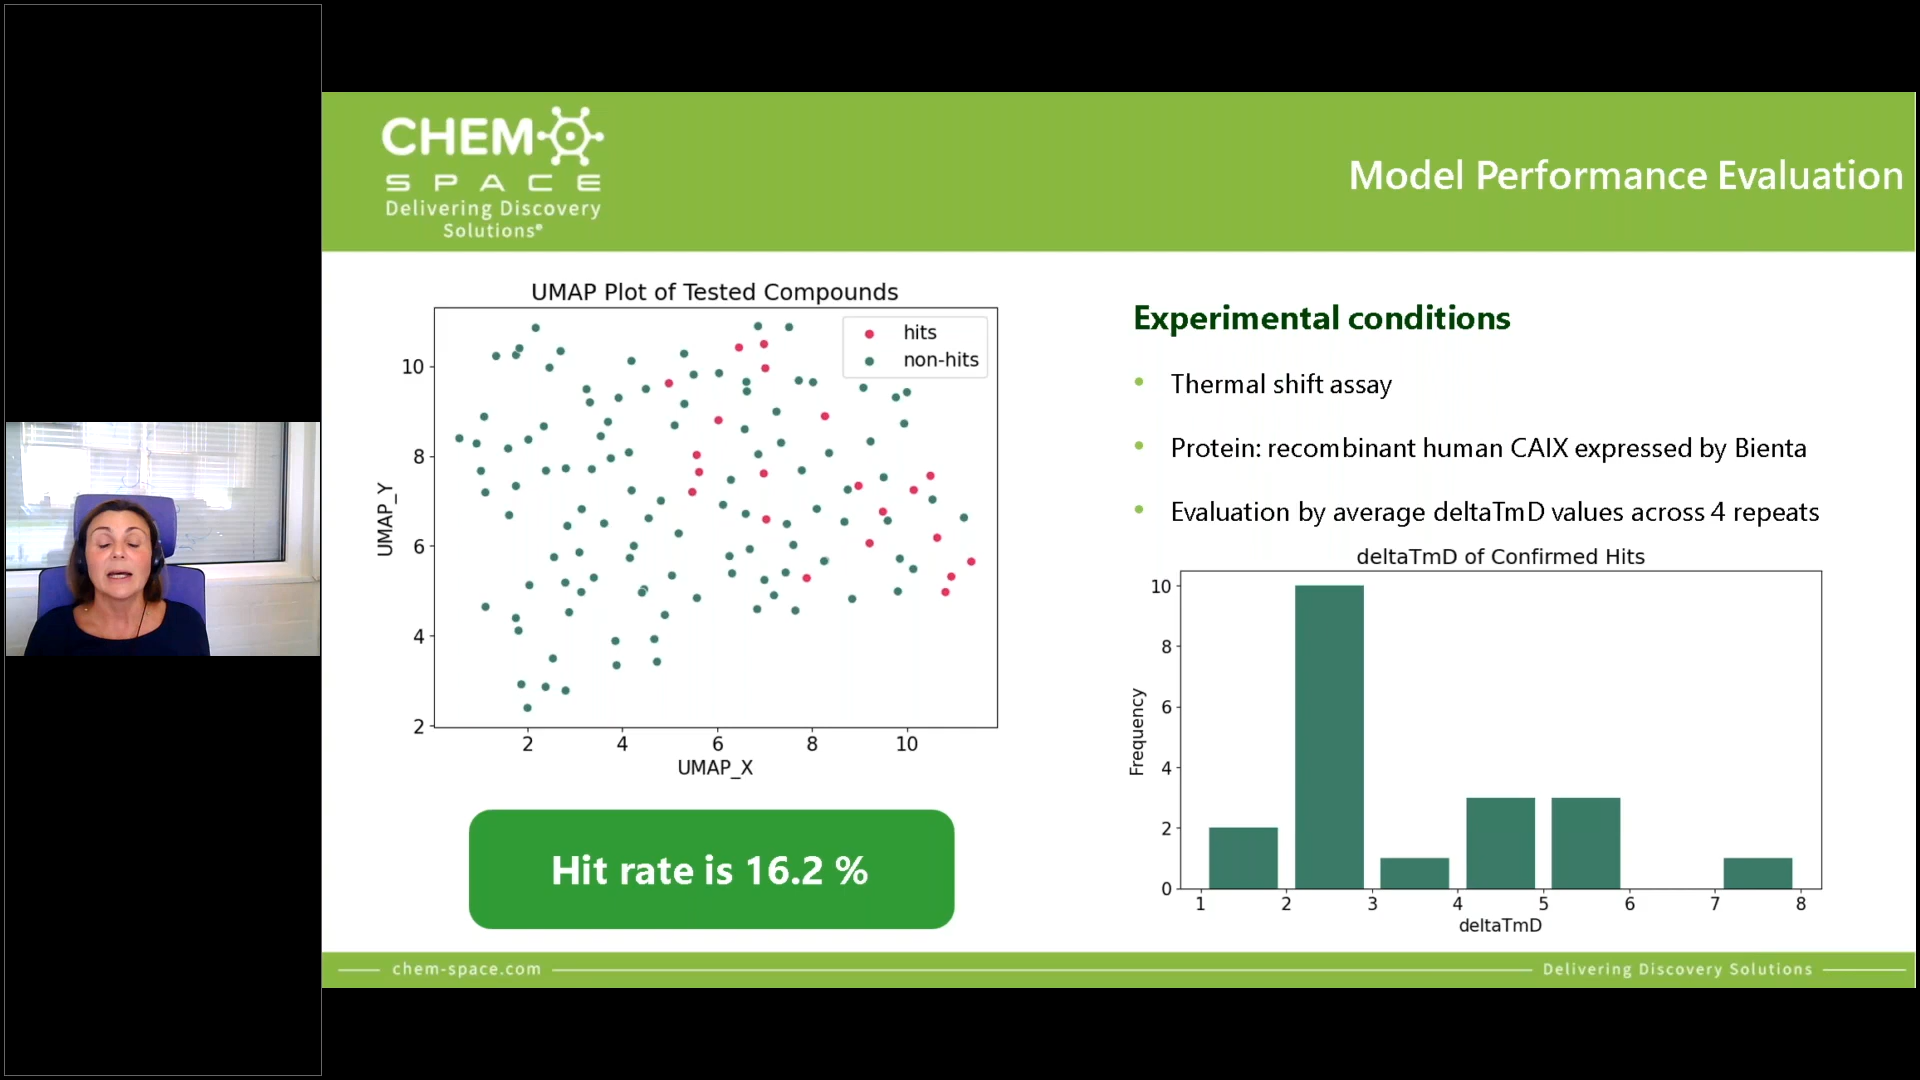 CHEM
SPACE
Delivering Discovery
Solutions®
Model Performance Evaluation
UMAP Plot of Tested Compounds
hits
non-hits
10
8
6
4
2
UMAP_Y
2 4 6 8 10
UMAP_X
Hit rate is 16.2 %
Experimental conditions
• Thermal shift assay
• Protein: recombinant human CAIX expressed by Bienta
• Evaluation by average deltaTmD values across 4 repeats
deltaTmD of Confirmed Hits
10
8
6
4
2
0
Frequency
1 2 3 4 5 6 7 8
deltaTmD
chem-space.com
Delivering Discovery Solutions